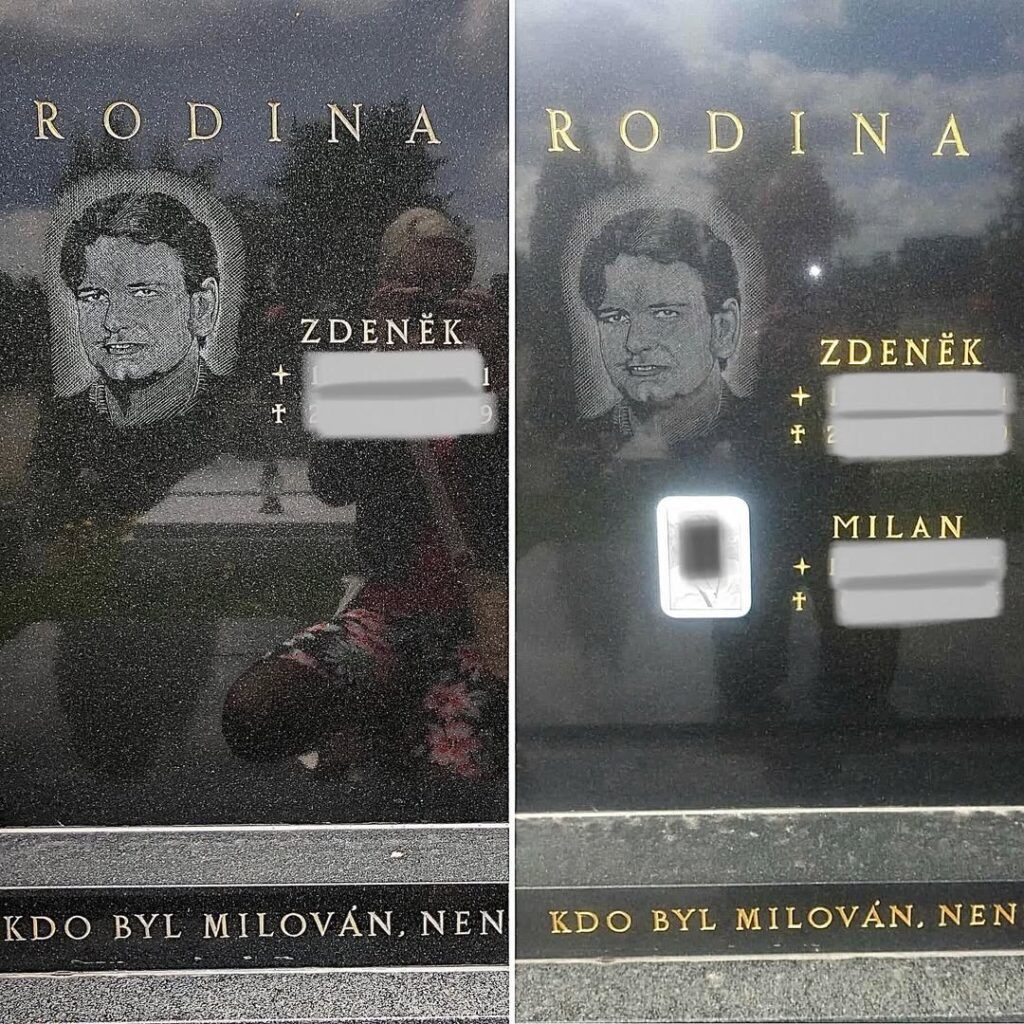 RODINA
ZDENĚK
KDO BYL MILOVÁN, NEN
RODINA
ZDENĚK
MILAN
KDO BYL MILOVÁN, NEN